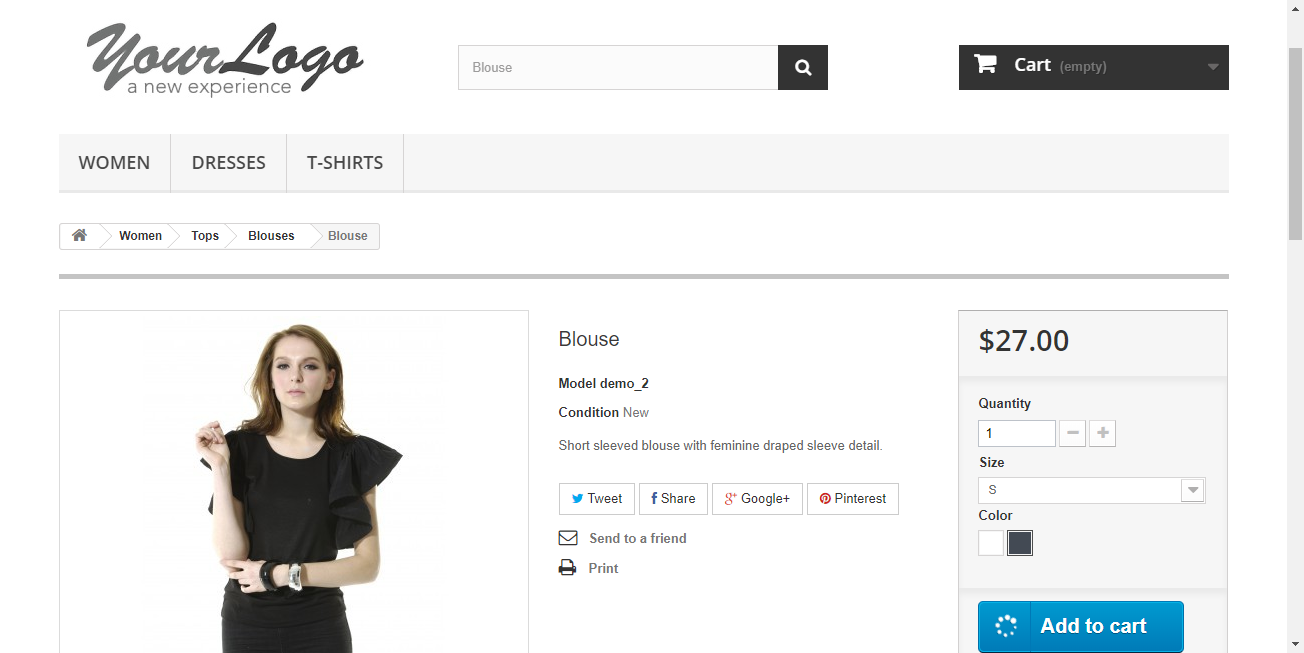 YourLogo
a new experience
Blouse
Cart (empty)
WOMEN
DRESSES
T-SHIRTS
Women
Tops
Blouses
Blouse
Blouse
Model demo_2
Condition New
Short sleeved blouse with feminine draped sleeve detail.
Tweet
Share
Google+
Pinterest
Send to a friend
Print
$27.00
Quantity
1
Size
S
Color
Add to cart